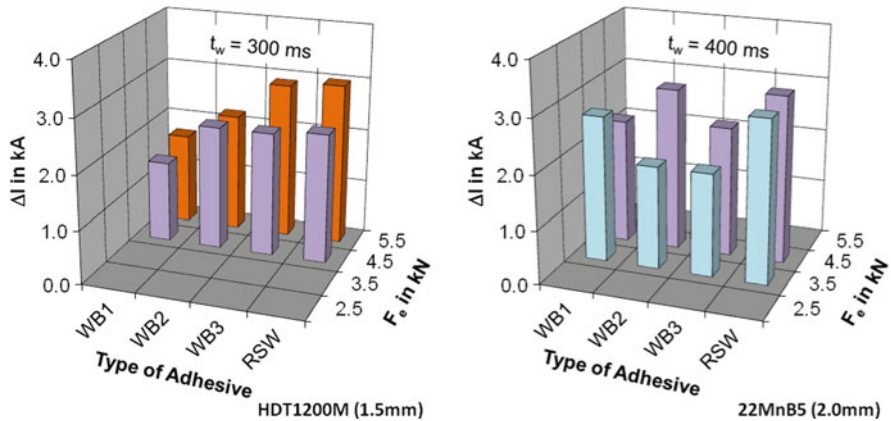 t_w = 300 ms
4.0
3.0
2.0
1.0
0.0
ΔI in kA
WB1
WB2
WB3
RSW
Type of Adhesive
5.5
4.5
3.5
2.5
F_e in kN
HDT1200M (1.5mm)
t_w = 400 ms
4.0
3.0
2.0
1.0
0.0
ΔI in kA
WB1
WB2
WB3
RSW
Type of Adhesive
5.5
4.5
3.5
2.5
F_e in kN
22MnB5 (2.0mm)